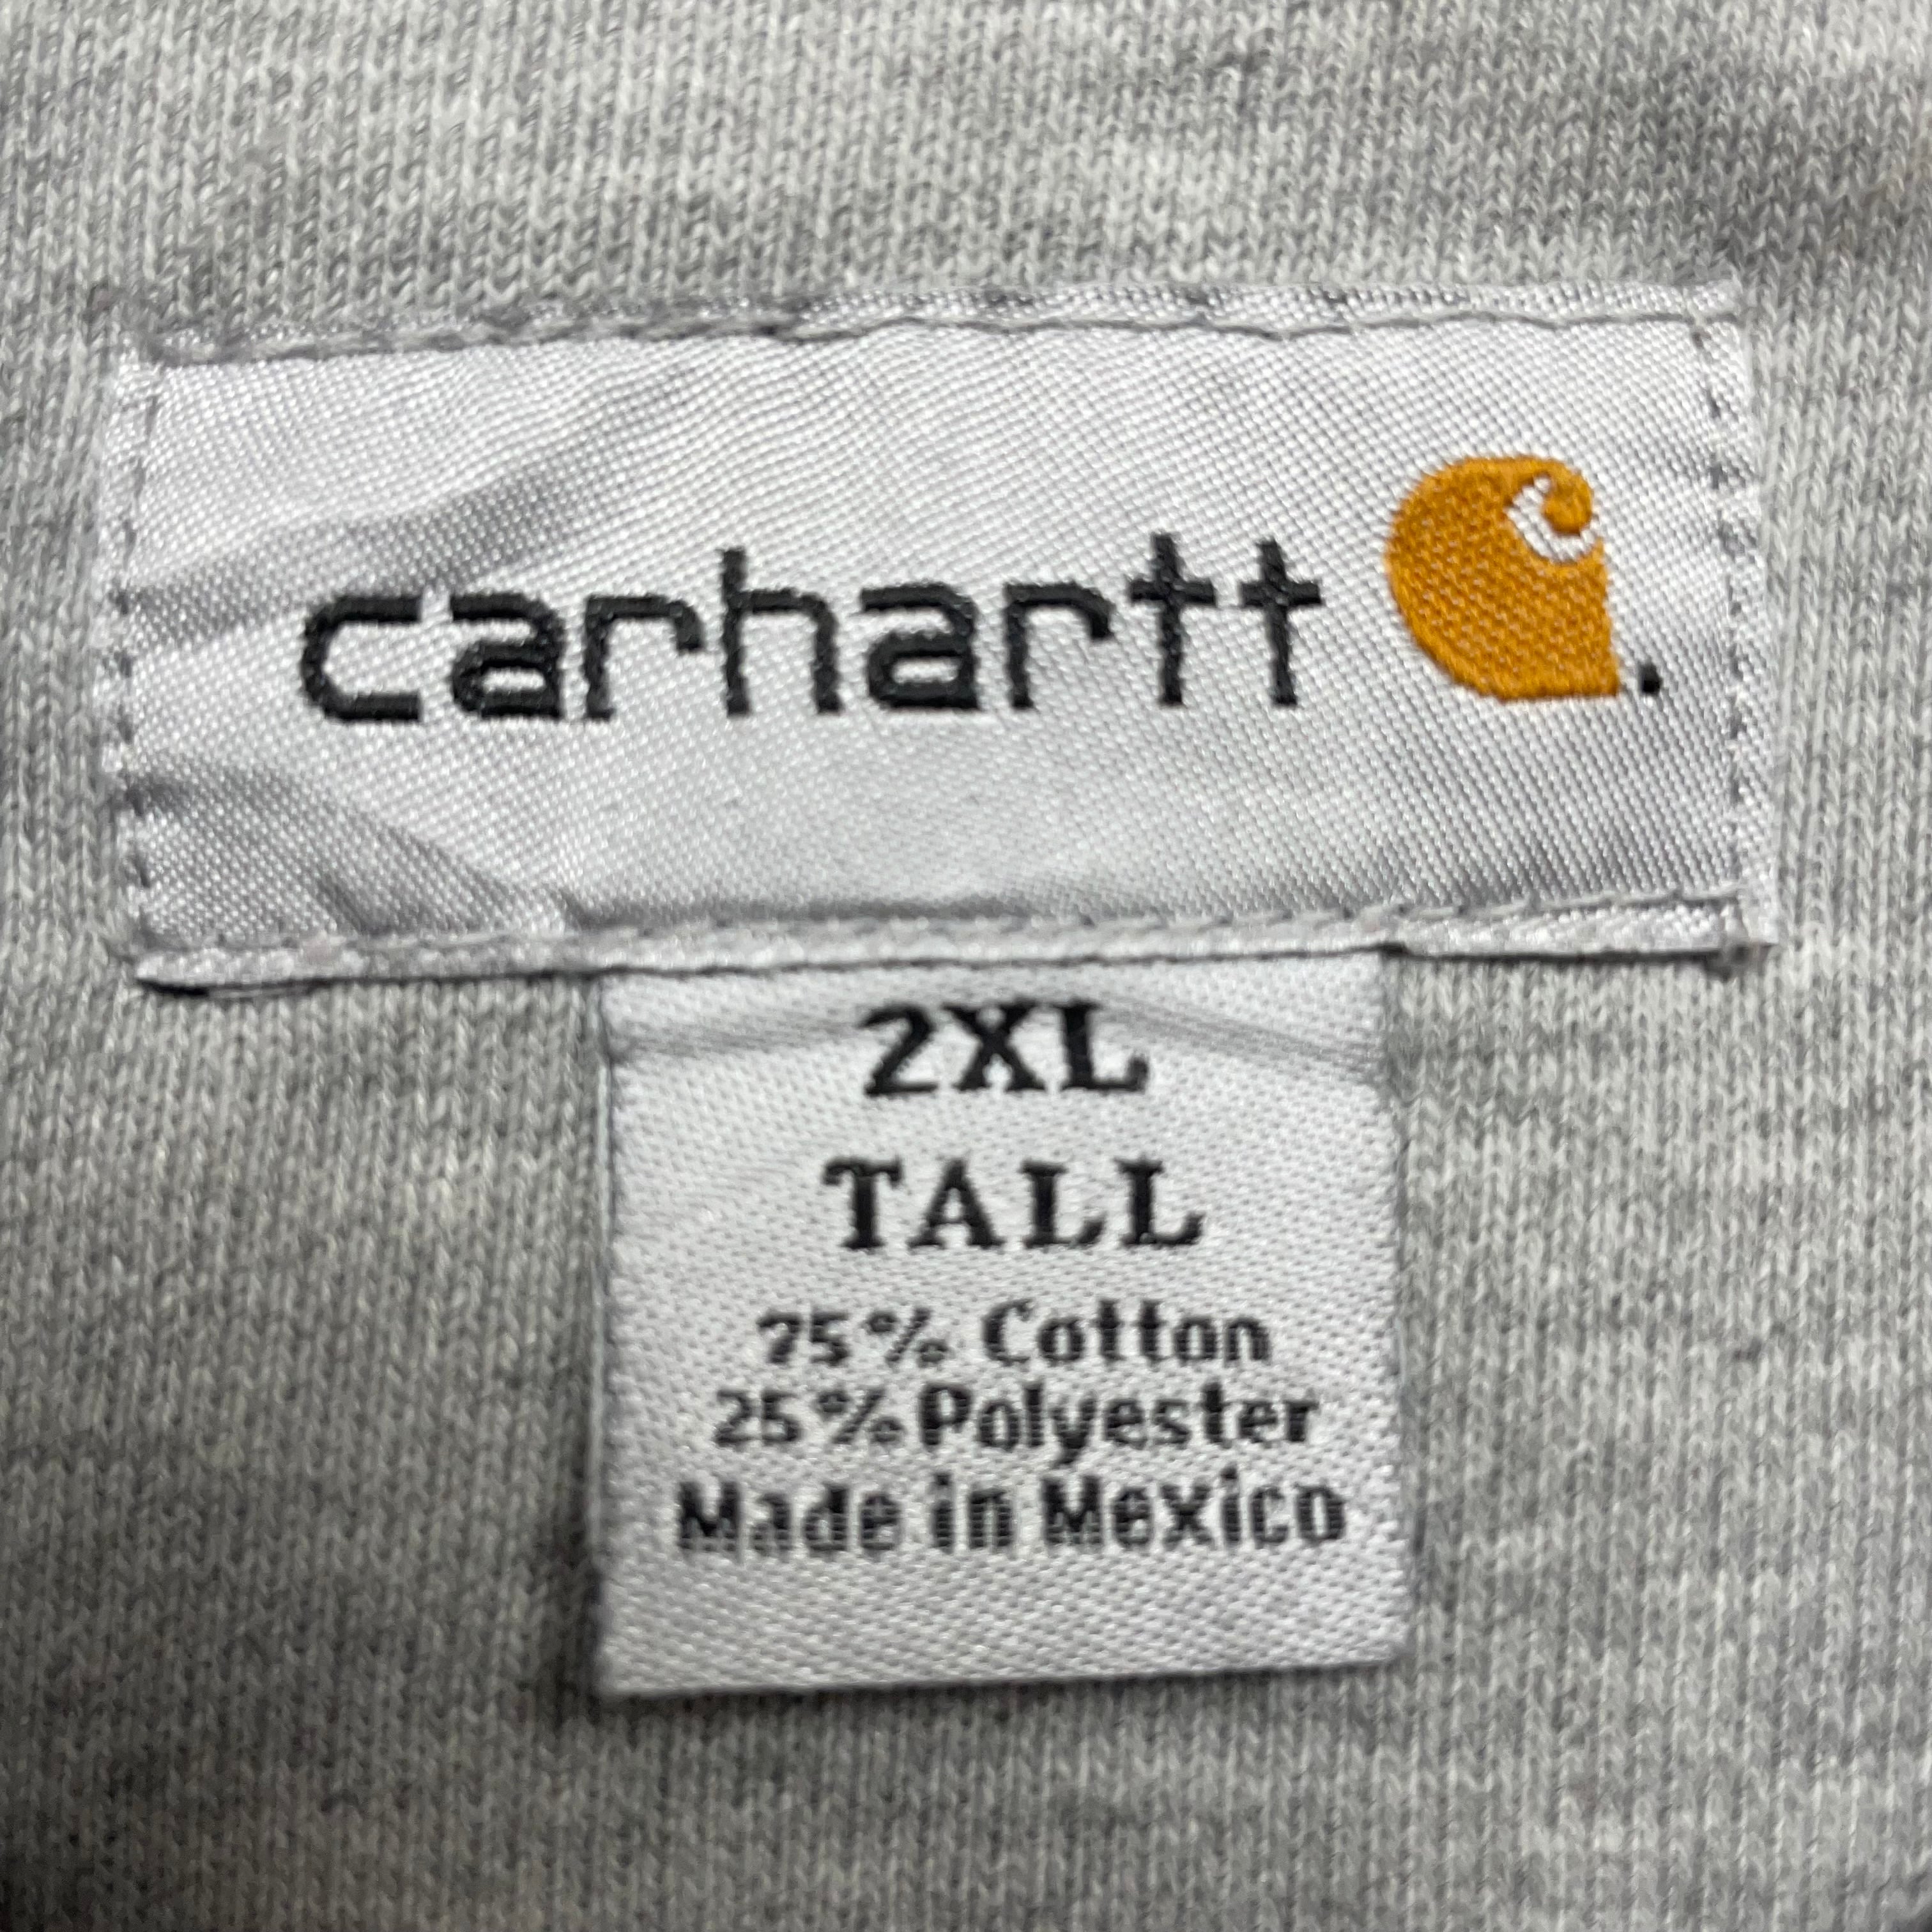 carhartt.
2XL
TALL
75% Cotton
25% Polyester
Made in Mexico